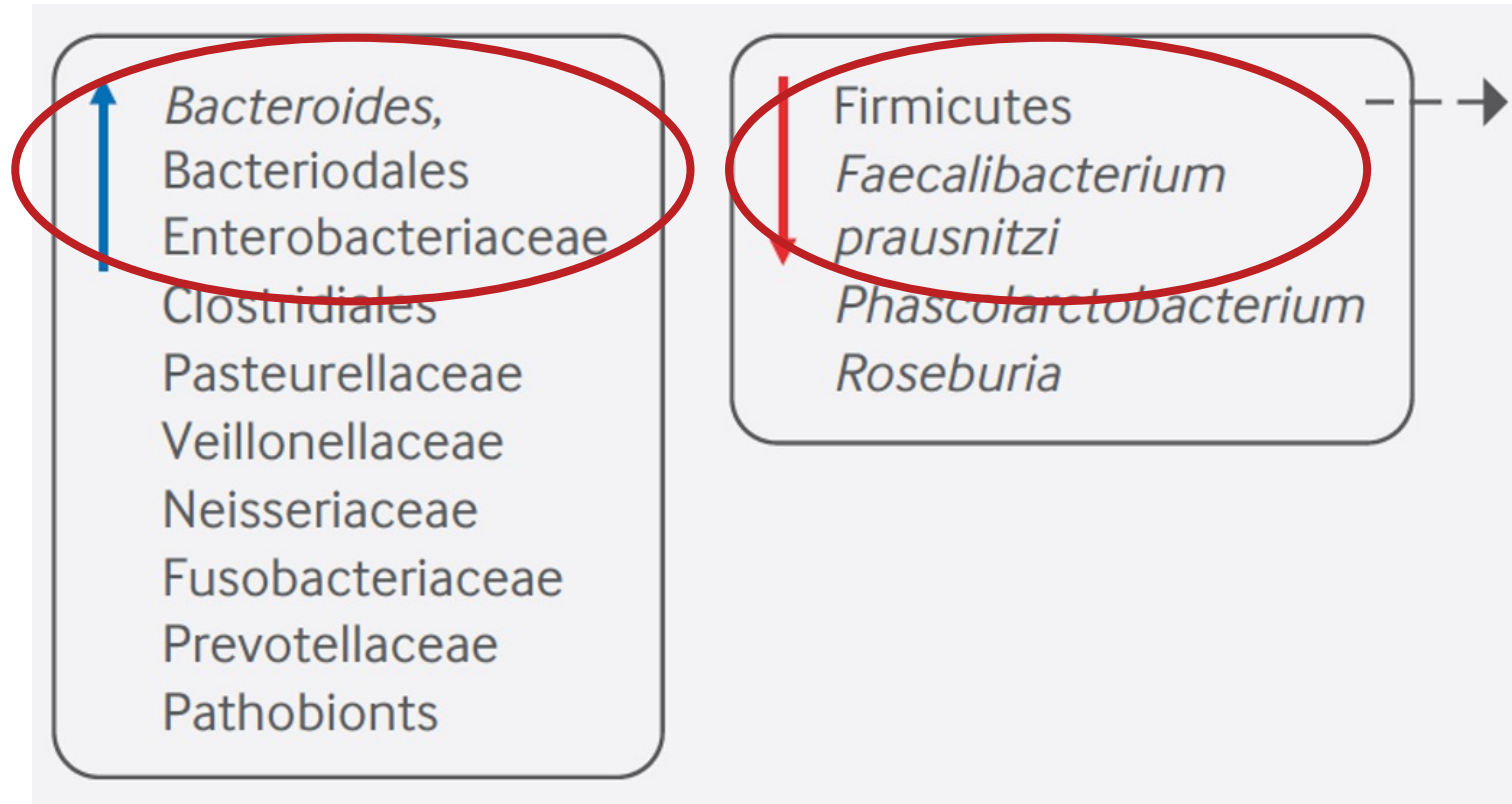 Bacteroides,
Bacteriodales
Enterobacteriaceae
Clostridiales
Pasteurellaceae
Veillonellaceae
Neisseriaceae
Fusobacteriaceae
Prevotellaceae
Pathobionts
Firmicutes
Faecalibacterium
prausnitzi
Phascolarctobacterium
Roseburia